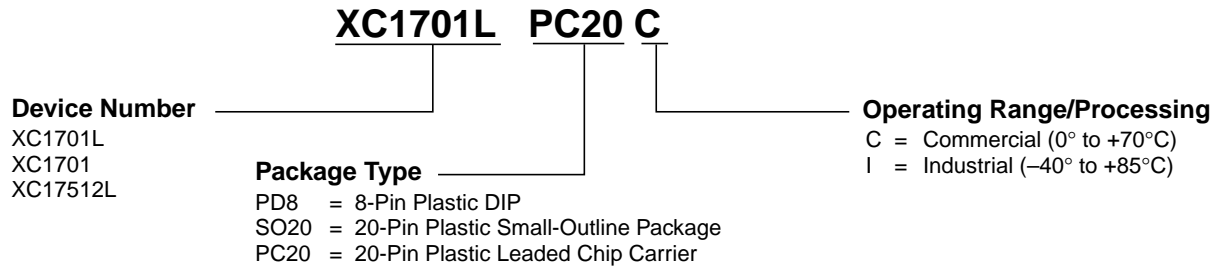 XC1701L PC20 C
Device Number
XC1701L
XC1701
XC17512L
Package Type
PD8 = 8-Pin Plastic DIP
SO20 = 20-Pin Plastic Small-Outline Package
PC20 = 20-Pin Plastic Leaded Chip Carrier
Operating Range/Processing
C = Commercial (0° to +70°C)
I = Industrial (–40° to +85°C)